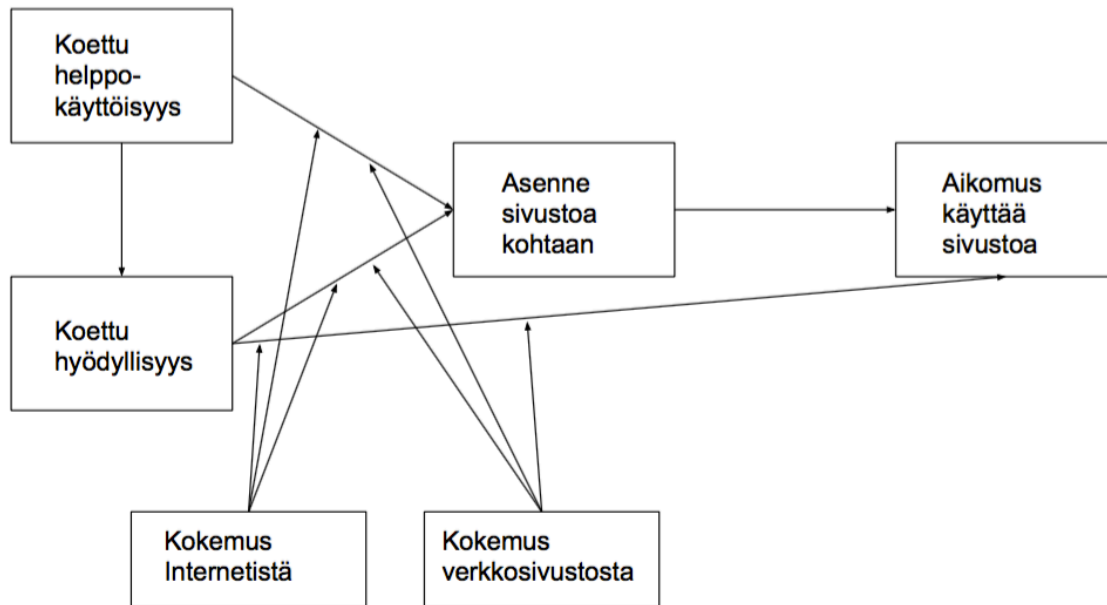 Koettu
helppo-
käyttöisyys
Asenne
sivustoa
kohtaan
Aikomus
käyttää
sivustoa
Koettu
hyödyllisyys
Kokemus
Internetistä
Kokemus
verkkosivustosta